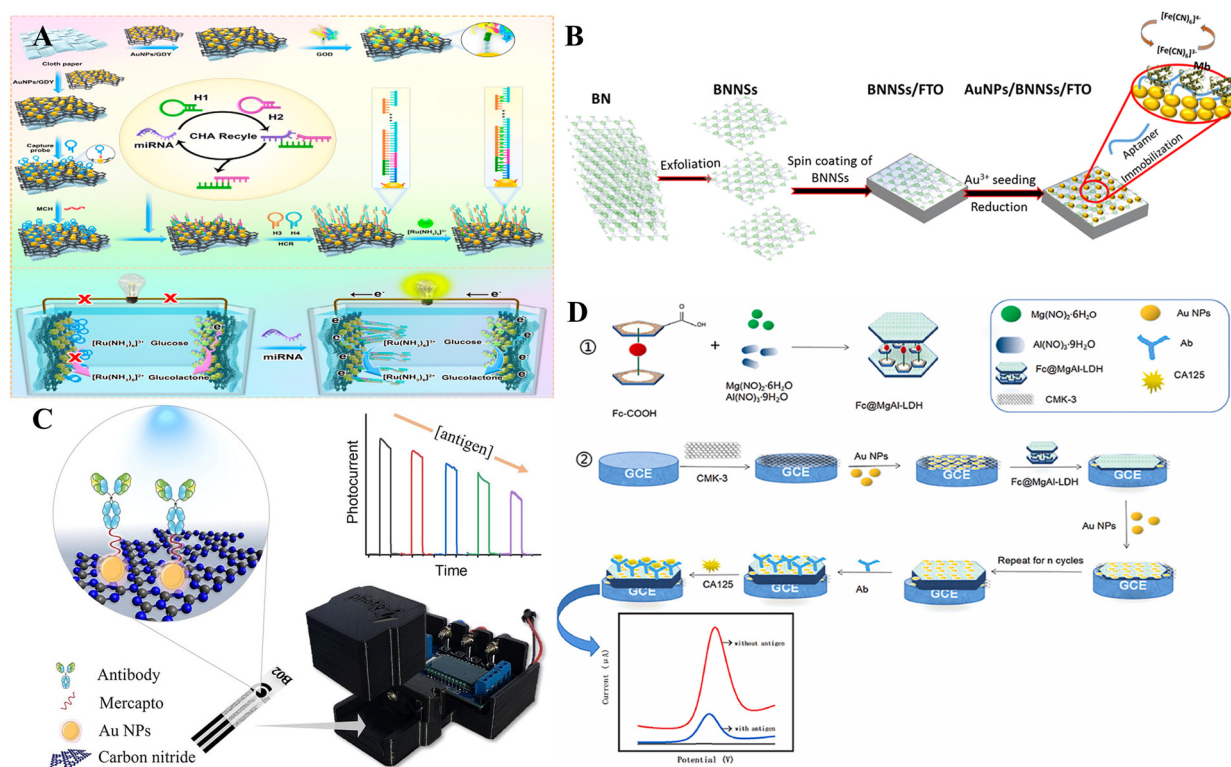 A
Cloth paper
AuNPs/GDY
GOD
AuNPs/GDY
H1
H2
miRNA
CHA Recyle
Capture
probe
MCH
H3
H4
HCR
[Ru(NH₃)₆]³⁺
e⁻
e⁻
[Ru(NH₃)₆]³⁺
Glucose
[Ru(NH₃)₆]²⁺
Glucolactone
miRNA
[Ru(NH₃)₆]³⁺
Glucose
[Ru(NH₃)₆]²⁺
Glucolactone
B
BN
Exfoliation
BNNSs
Spin coating of
BNNSs
BNNSs/FTO
Au³⁺ seeding
Reduction
AuNPs/BNNSs/FTO
Aptamer
Immobilization
Mb
[Fe(CN)₆]⁴⁻
[Fe(CN)₆]³⁻
C
Photocurrent
[antigen]
Time
Antibody
Mercapto
Au NPs
Carbon nitride
B02
D
①
OH
O
Fc-COOH
+
Mg(NO)₂·6H₂O
Al(NO)₃·9H₂O
Fc@MgAl-LDH
Mg(NO)₂·6H₂O
Al(NO)₃·9H₂O
Fc@MgAl-LDH
CMK-3
Au NPs
Ab
CA125
②
GCE
CMK-3
GCE
Au NPs
GCE
Fc@MgAl-LDH
GCE
Au NPs
GCE
Repeat for n cycles
GCE
Ab
GCE
CA125
GCE
Current (μA)
without antigen
with antigen
Potential (V)